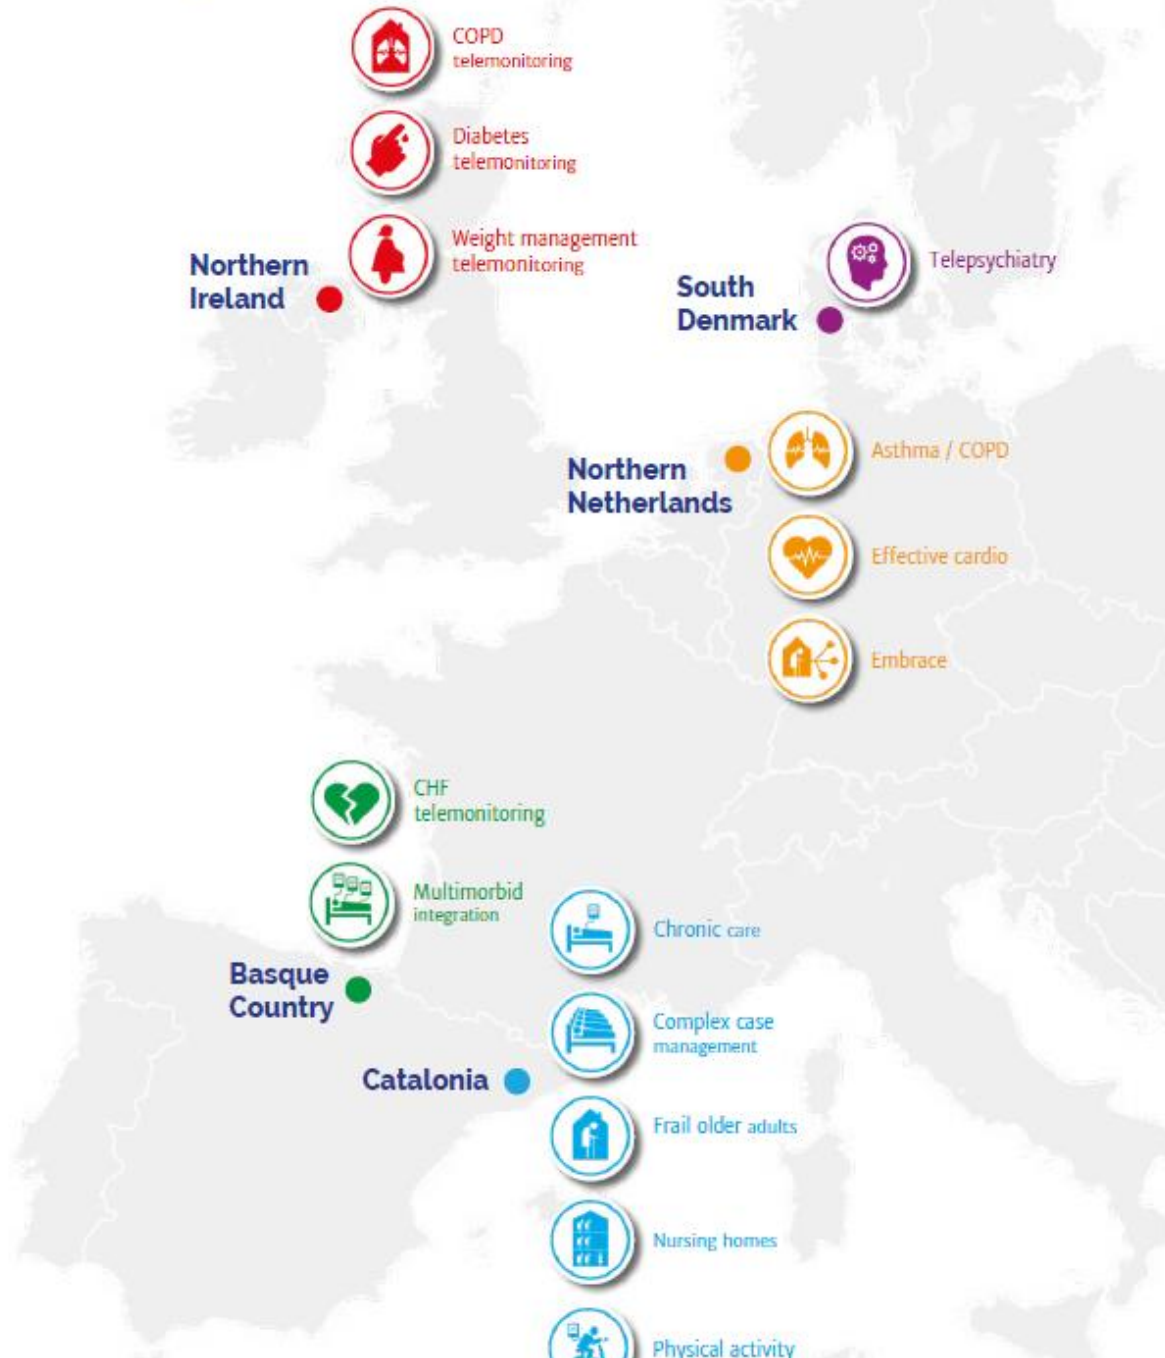 COPD
telemonitoring
Diabetes
telemonitoring
Weight management
telemonitoring
Northern
Ireland
South
Denmark
Telepsychiatry
Northern
Netherlands
Asthma / COPD
Effective cardio
Embrace
CHF
telemonitoring
Multimorbid
integration
Basque
Country
Catalonia
Chronic care
Complex case
management
Frail older adults
Nursing homes
Physical activity